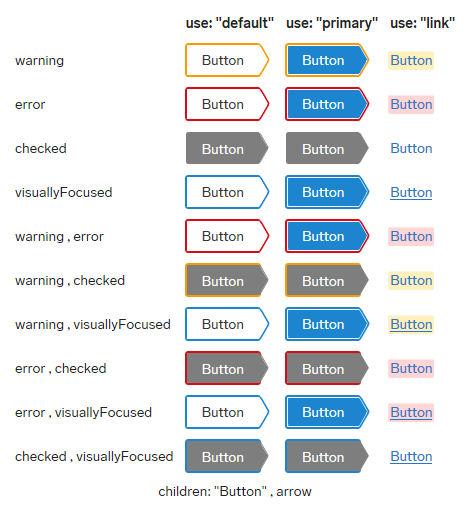 use: "default" use: "primary" use: "link"
warning Button Button Button
error Button Button Button
checked Button Button Button
visuallyFocused Button Button Button
warning , error Button Button Button
warning , checked Button Button Button
warning , visuallyFocused Button Button Button
error , checked Button Button Button
error , visuallyFocused Button Button Button
checked , visuallyFocused Button Button Button
children: "Button" , arrow